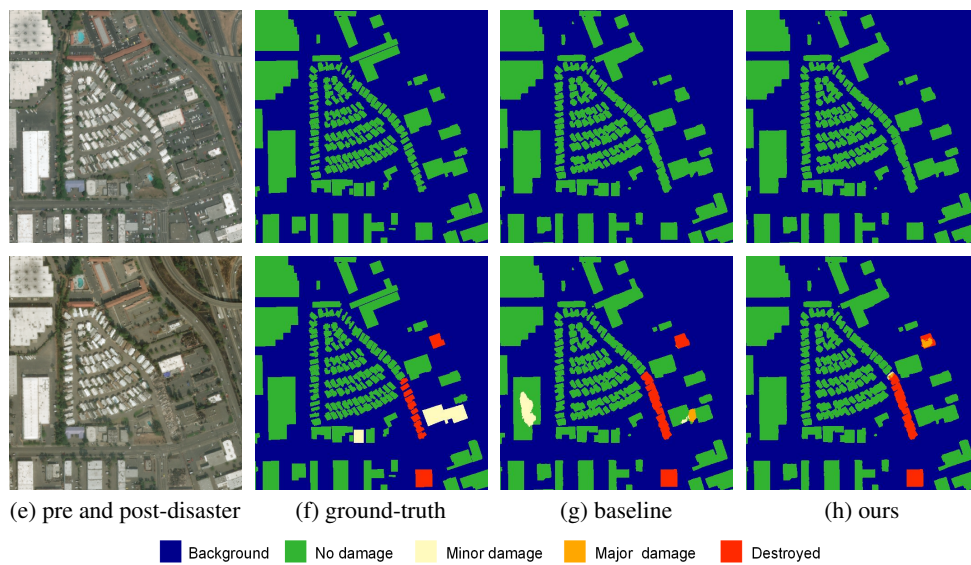 (e) pre and post-disaster (f) ground-truth (g) baseline (h) ours
Background No damage Minor damage Major damage Destroyed